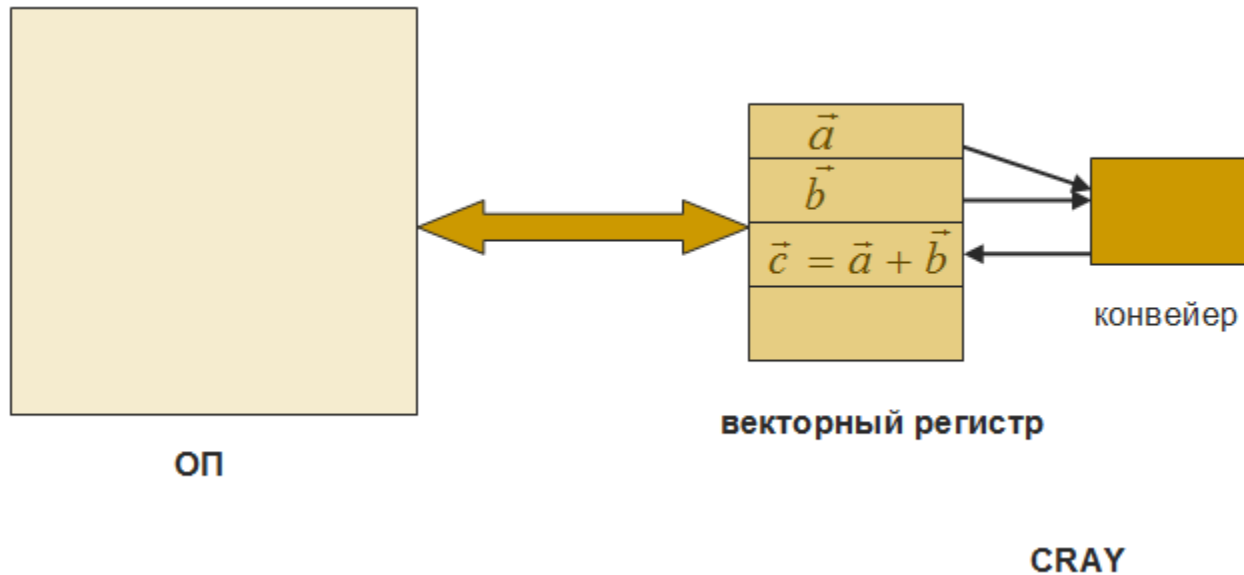 a⃗
b⃗
c⃗ = a⃗ + b⃗
конвейер
векторный регистр
ОП
CRAY